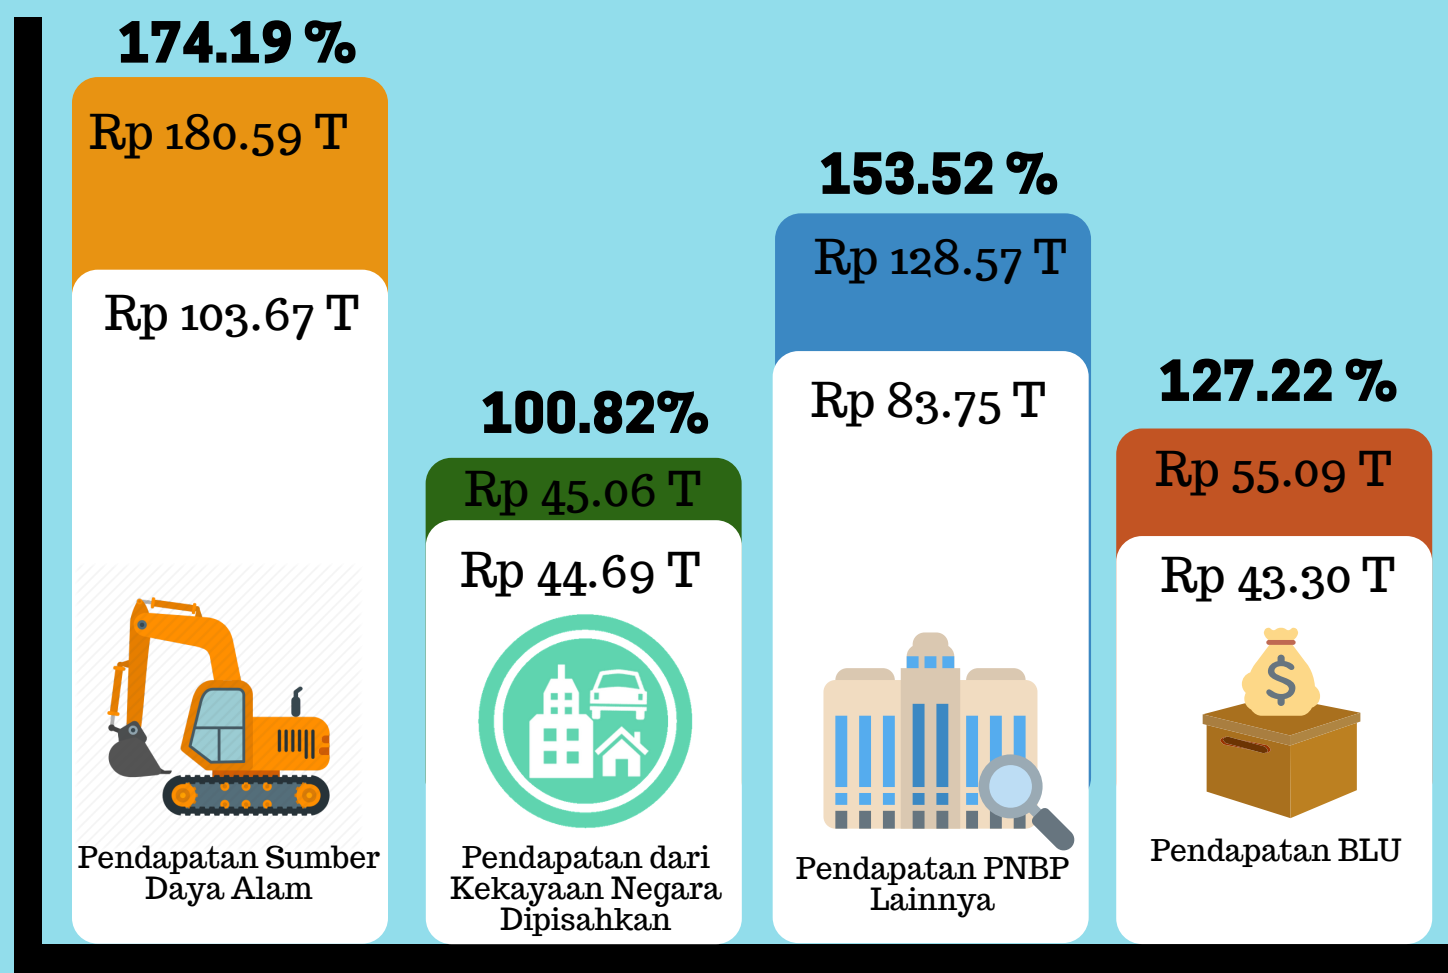 174.19 %
Rp 180.59 T
Rp 103.67 T
Pendapatan Sumber
Daya Alam
100.82%
Rp 45.06 T
Rp 44.69 T
Pendapatan dari
Kekayaan Negara
Dipisahkan
153.52 %
Rp 128.57 T
Rp 83.75 T
Pendapatan PNBP
Lainnya
127.22 %
Rp 55.09 T
Rp 43.30 T
$
Pendapatan BLU